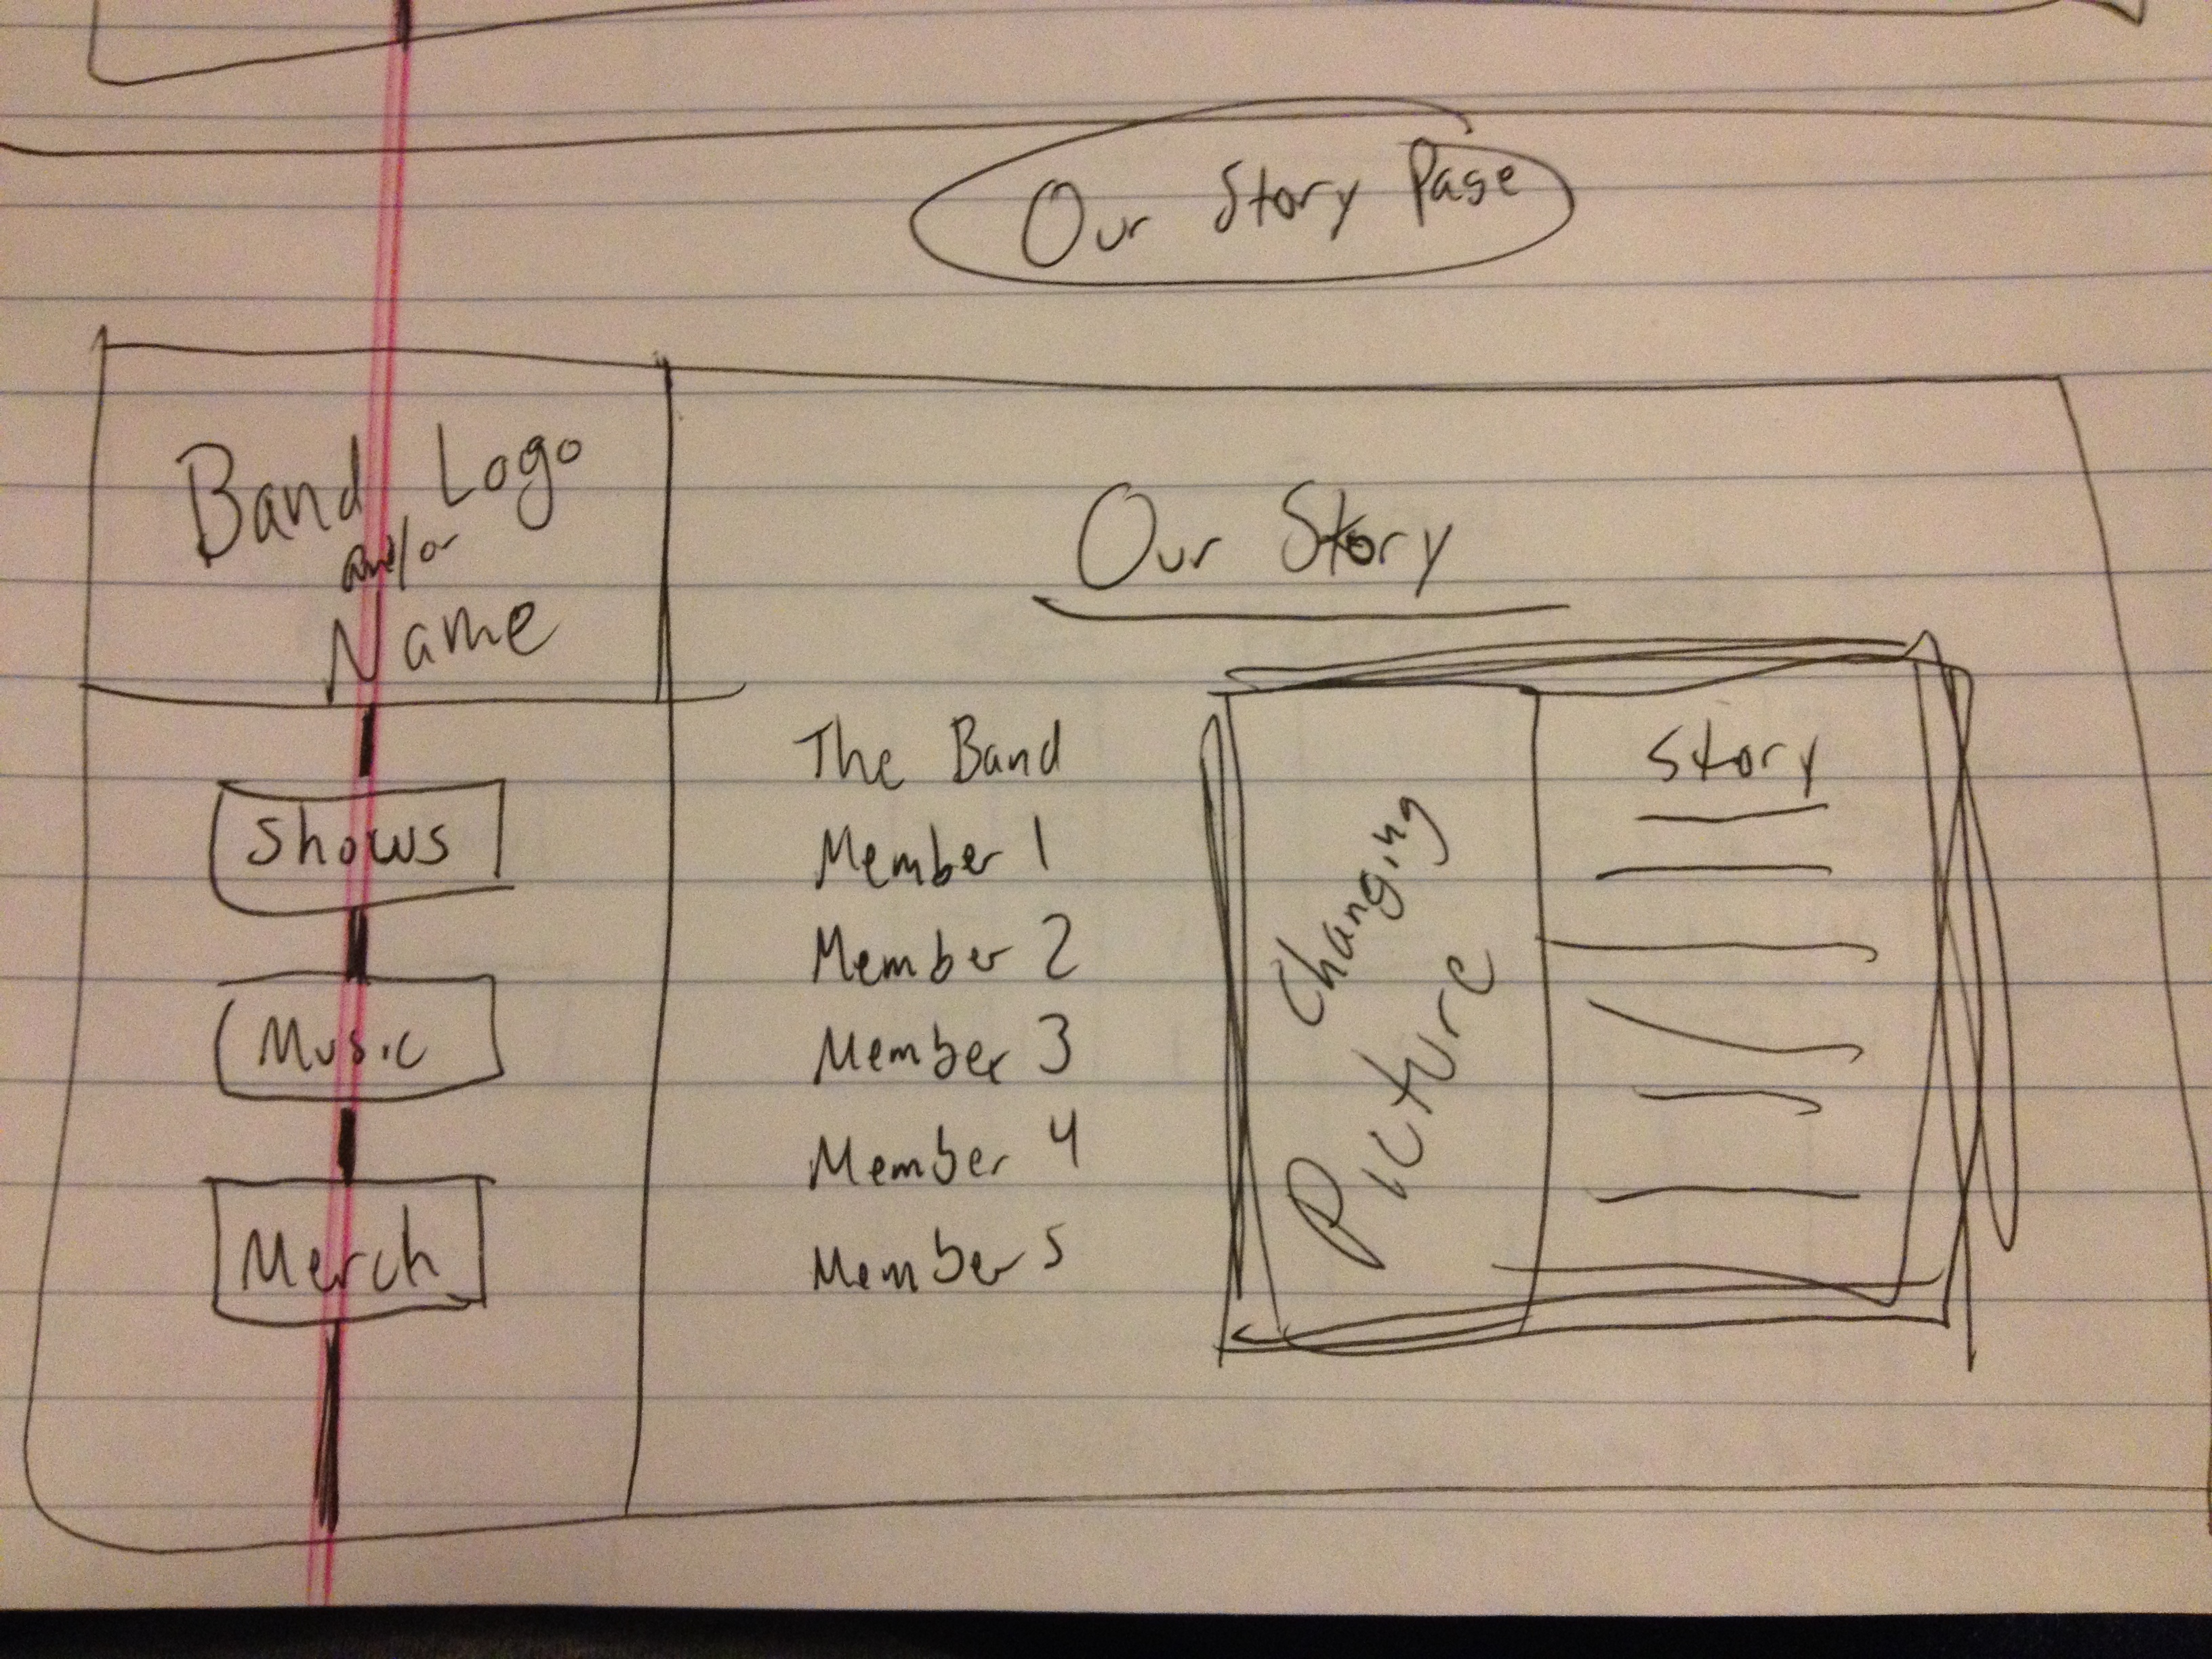 Our Story Page
Band Logo
and/or
Name
Shows
Music
Merch
Our Story
The Band
Member 1
Member 2
Member 3
Member 4
Member 5
Changing
Picture
Story